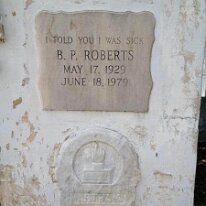 I TOLD YOU I WAS SICK
B. P. ROBERTS
MAY 17, 1929
JUNE 18, 1979